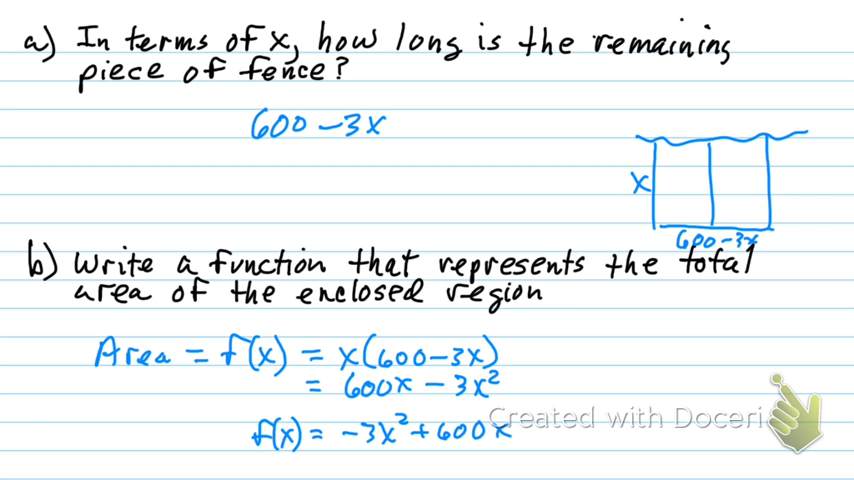 a) In terms of x, how long is the remaining
piece of fence?
600 - 3x
x
600 - 3x
b) Write a function that represents the total
area of the enclosed region
Area = f(x) = x(600 - 3x)
= 600x - 3x²
f(x) = -3x² + 600x
Created with Doceri